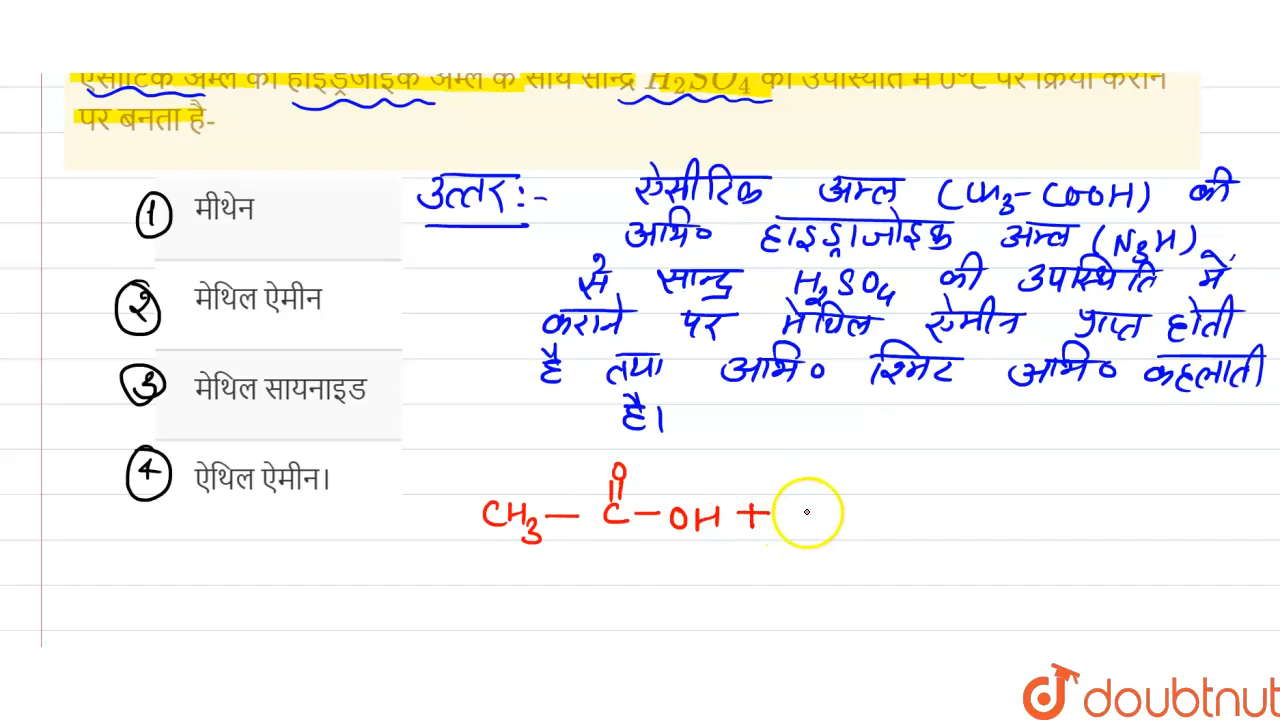 एसीटिक अम्ल की हाइड्रेजोइक अम्ल के साथ सान्द्र H₂SO₄ की उपस्थिति में 0°C पर क्रिया कराने
पर बनता है-
1 मीथेन
2 मेथिल ऐमीन
3 मेथिल सायनाइड
4 ऐथिल ऐमीन।
उत्तर:- ऐसीटिक अम्ल (CH₃-COOH) की
अभि० हाइड्राजोइक अम्ल (N₃H)
से सान्द्र H₂SO₄ की उपस्थिति में
कराने पर मेथिल ऐमीन प्राप्त होती
है तथा अभि० श्मिट अभि० कहलाती
है।
O
CH₃ — C — OH +
doubtnut